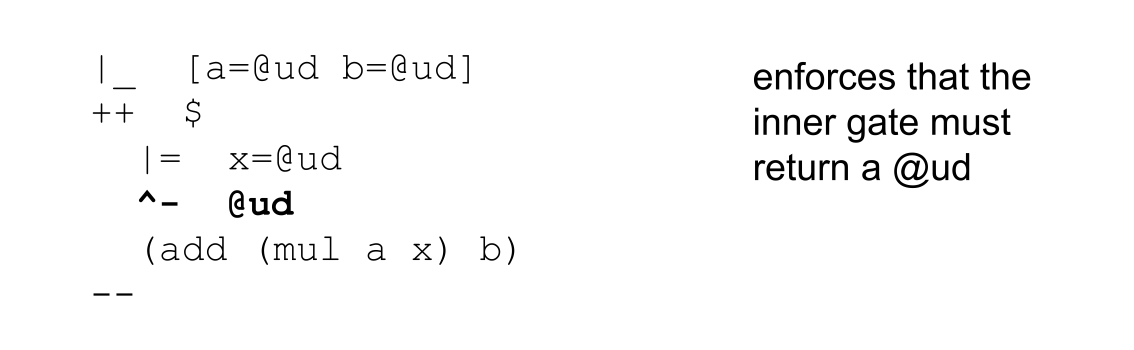 |_  [a=@ud b=@ud]
++  $
  |=  x=@ud
  ^-  @ud
  (add (mul a x) b)
--
enforces that the
inner gate must
return a @ud